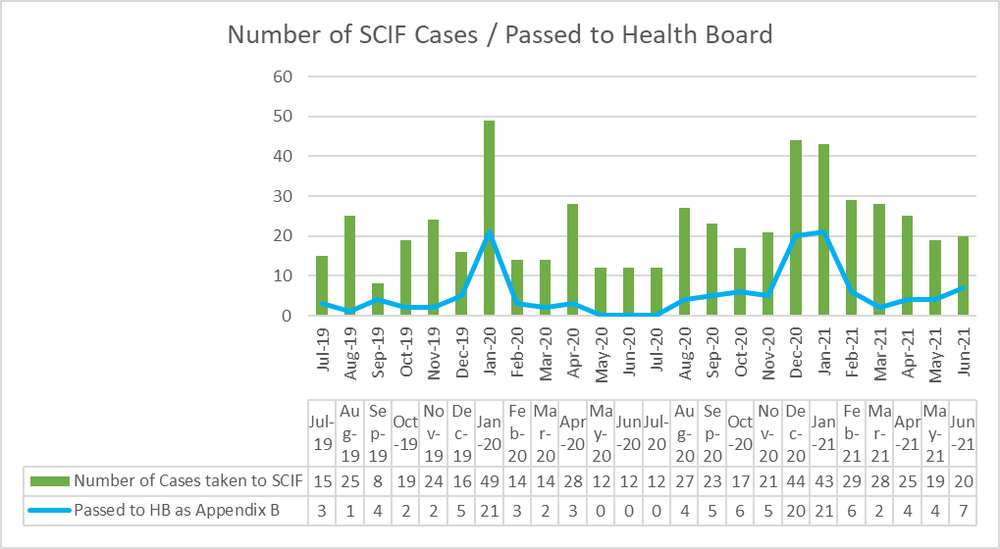 Number of SCIF Cases / Passed to Health Board
60
50
40
30
20
10
0
Jul-19 Aug-19 Sep-19 Oct-19 Nov-19 Dec-19 Jan-20 Feb-20 Mar-20 Apr-20 May-20 Jun-20 Jul-20 Aug-20 Sep-20 Oct-20 Nov-20 Dec-20 Jan-21 Feb-21 Mar-21 Apr-21 May-21 Jun-21
Jul-19 Aug-19 Sep-19 Oct-19 Nov-19 Dec-19 Jan-20 Feb-20 Mar-20 Apr-20 May-20 Jun-20 Jul-20 Aug-20 Sep-20 Oct-20 Nov-20 Dec-20 Jan-21 Feb-21 Mar-21 Apr-21 May-21 Jun-21
Number of Cases taken to SCIF 15 25 8 19 24 16 49 14 14 28 12 12 12 27 23 17 21 44 43 29 28 25 19 20
Passed to HB as Appendix B 3 1 4 2 2 5 21 3 2 3 0 0 0 4 5 6 5 20 21 6 2 4 4 7